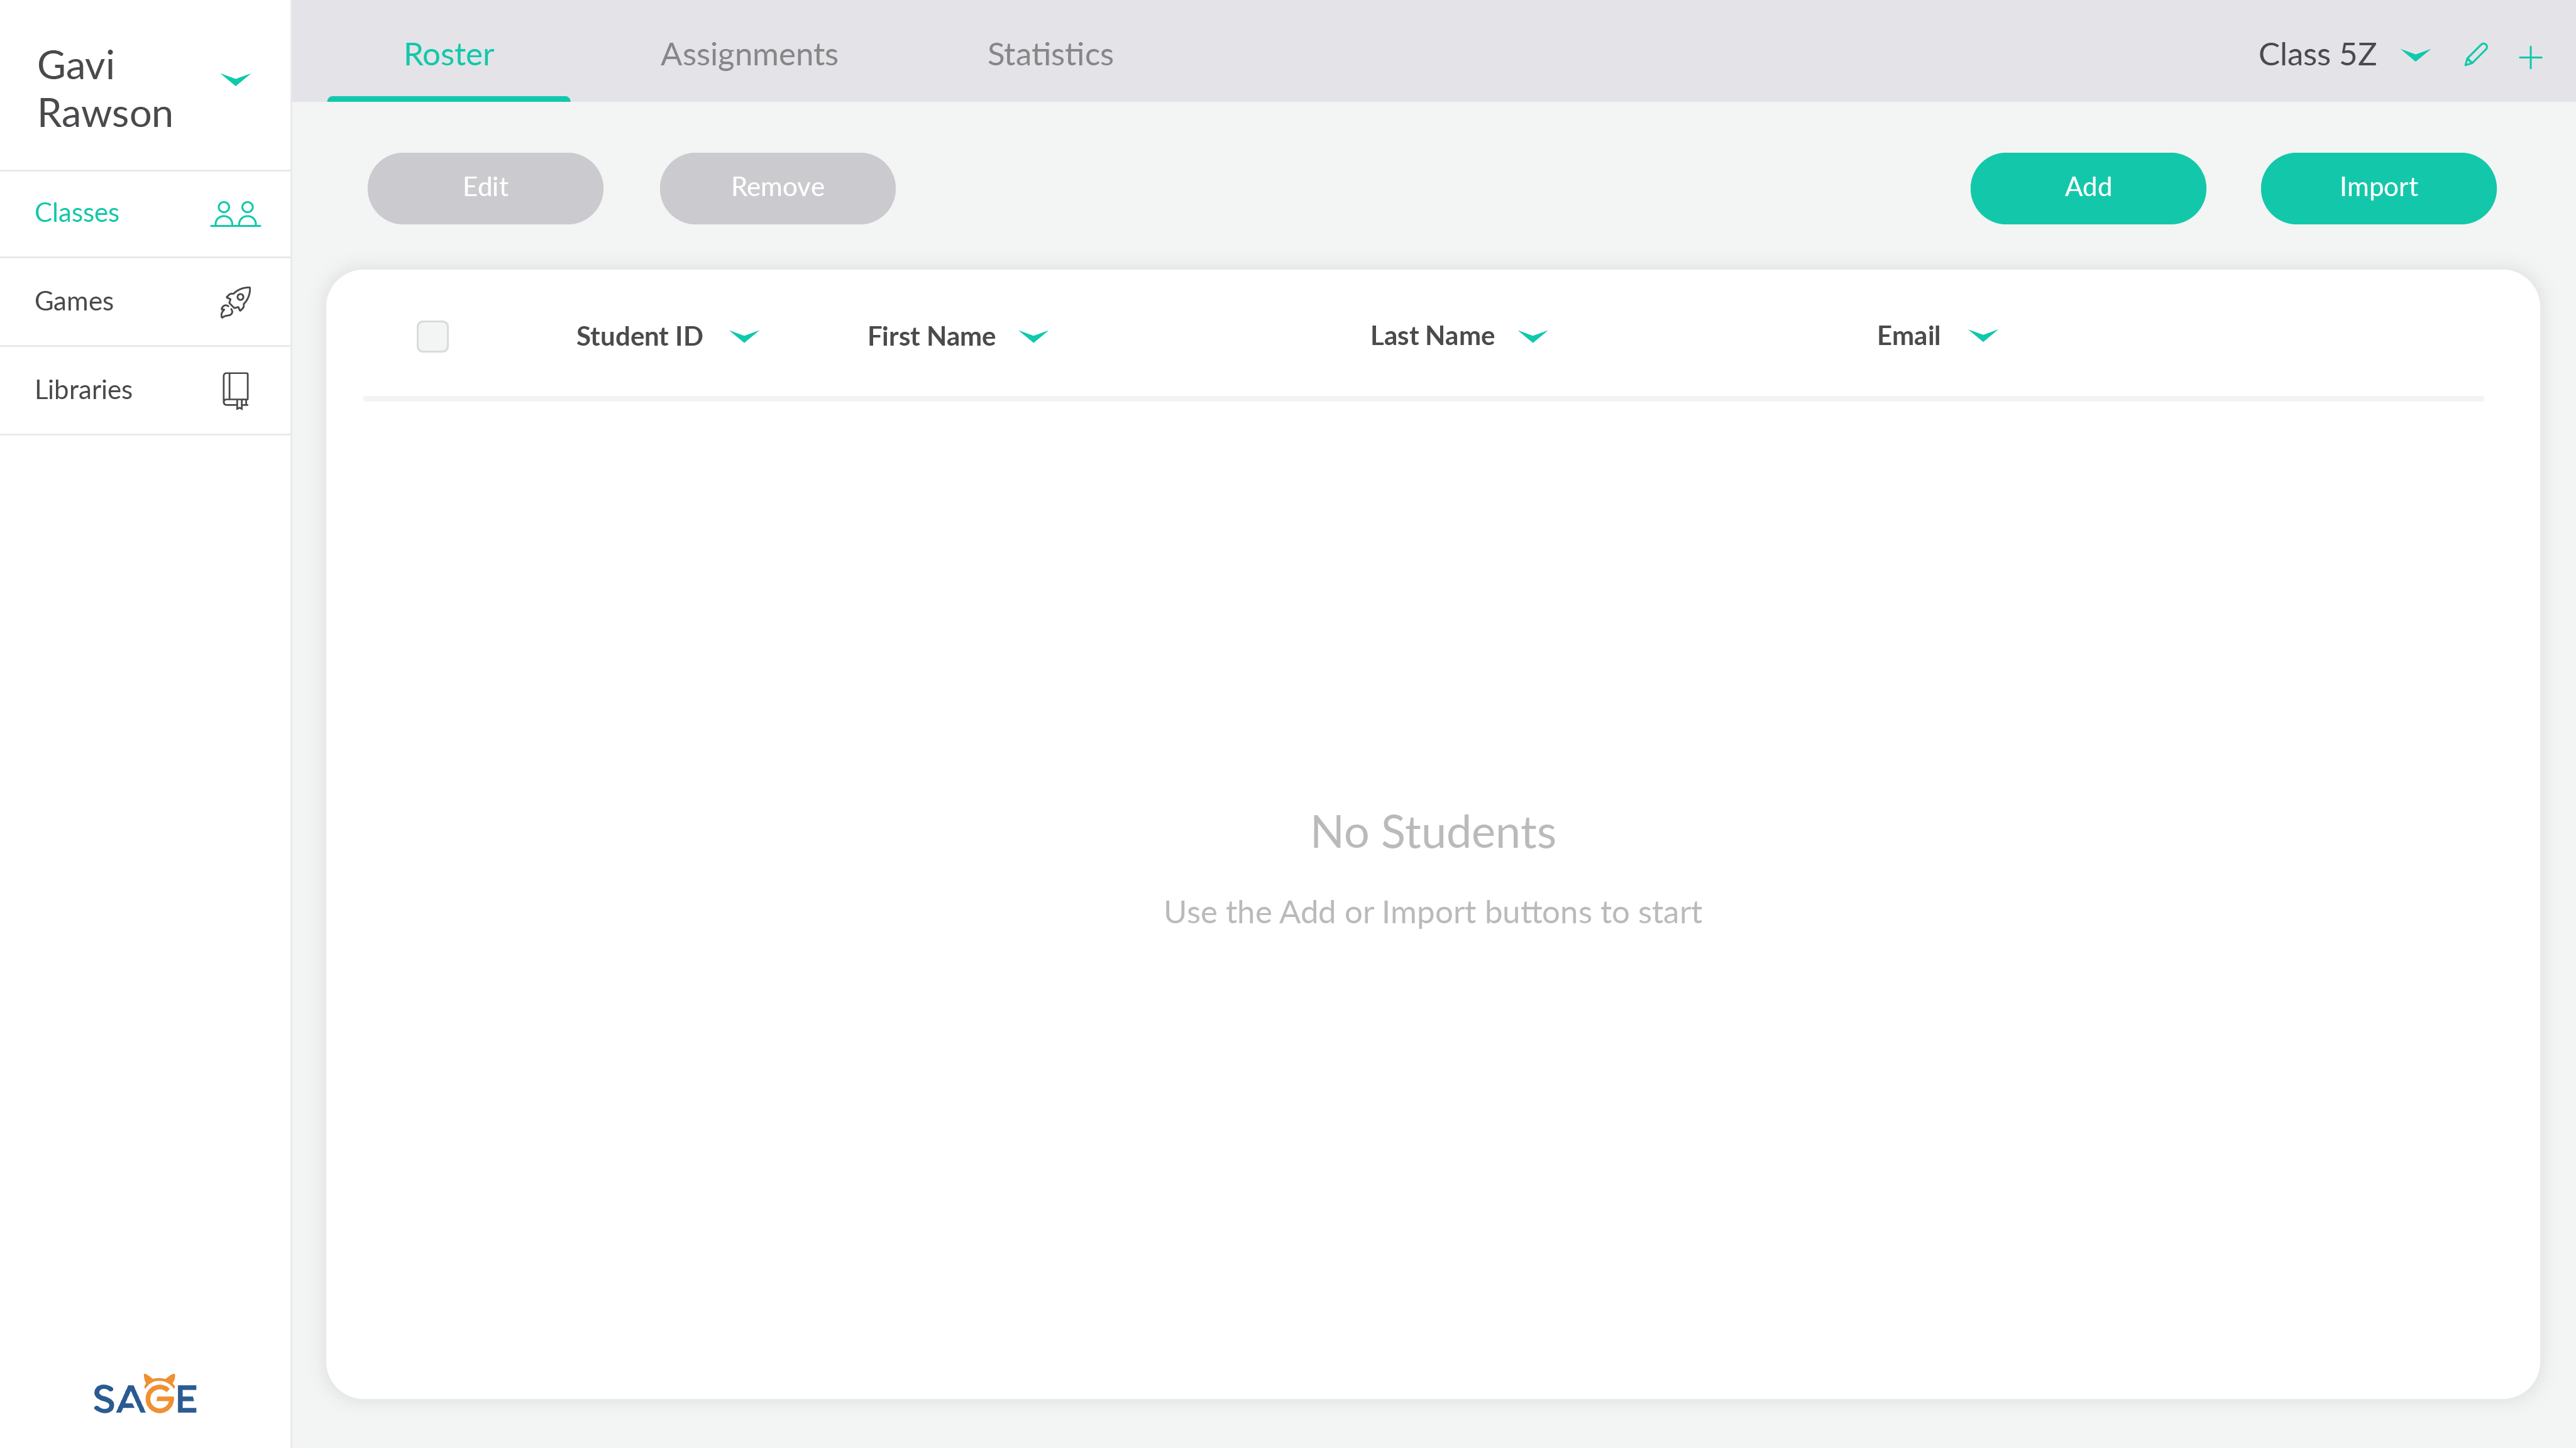 Gavi
Rawson
Roster
Assignments
Statistics
Class 5Z
Classes
Games
Libraries
Edit
Remove
Add
Import
Student ID
First Name
Last Name
Email
No Students
Use the Add or Import buttons to start
SAGE